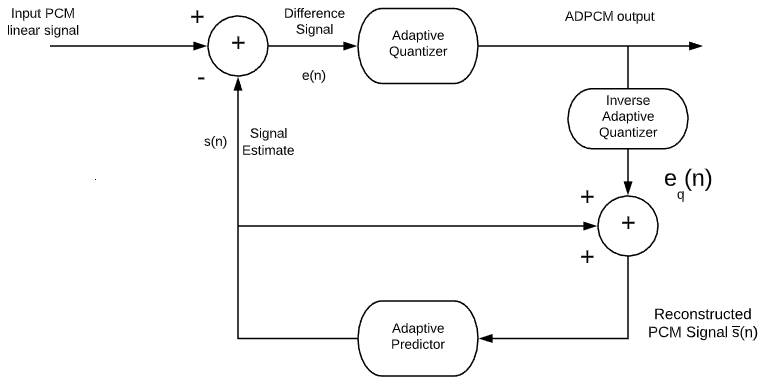 Input PCM
linear signal
+
-
+
Difference
Signal
e(n)
Adaptive
Quantizer
ADPCM output
Inverse
Adaptive
Quantizer
e_q(n)
s(n)
Signal
Estimate
+
+
+
Adaptive
Predictor
Reconstructed
PCM Signal s̅(n)